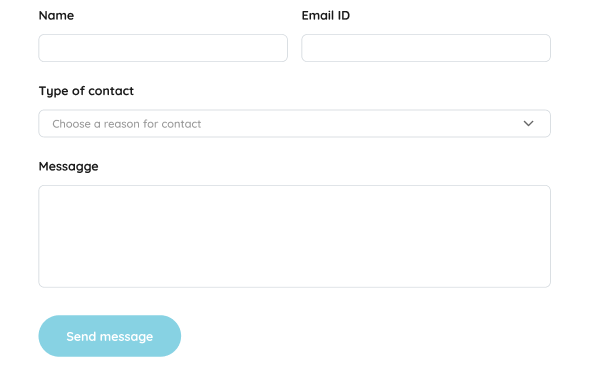 Name
Email ID
Type of contact
Choose a reason for contact
Messagge
Send message